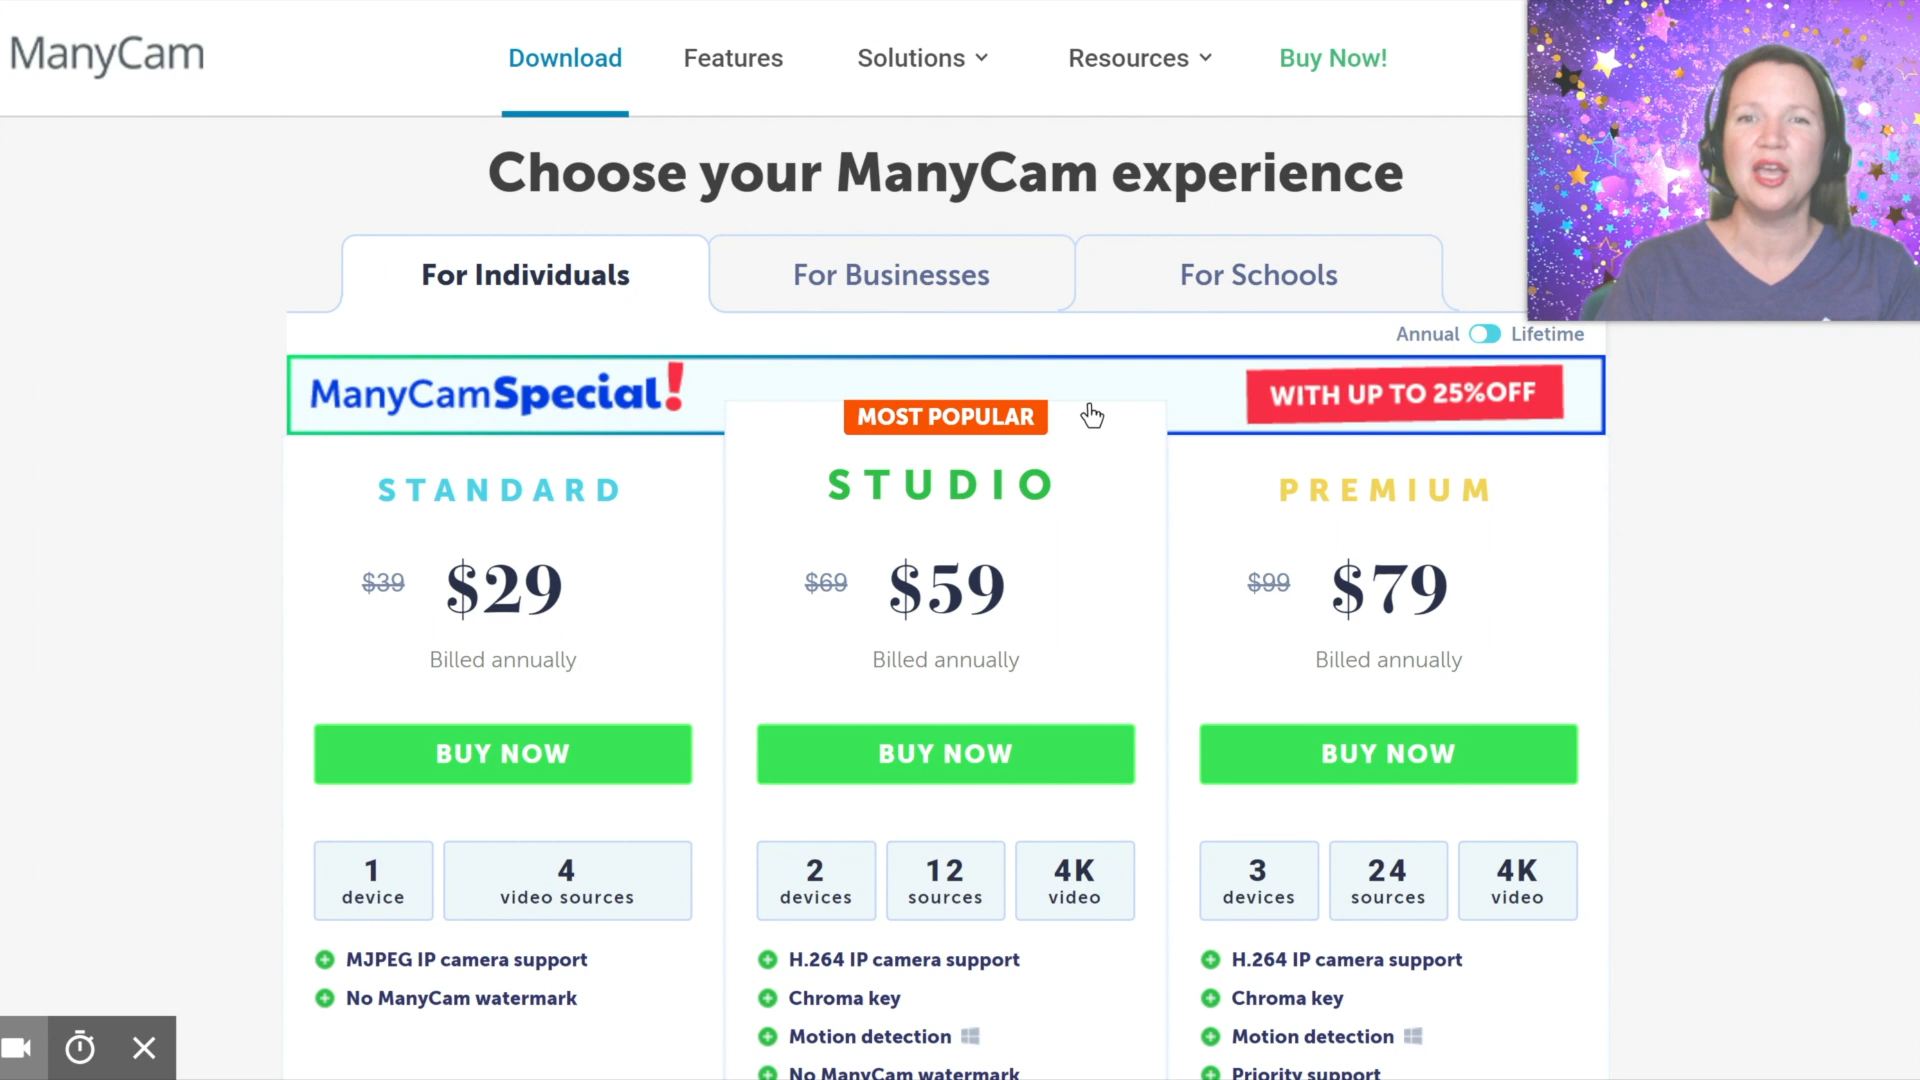 ManyCam
Download
Features
Solutions
Resources
Buy Now!
Choose your ManyCam experience
For Individuals
For Businesses
For Schools
Annual
Lifetime
ManyCamSpecial!
WITH UP TO 25%OFF
MOST POPULAR
STANDARD
$39
$29
Billed annually
BUY NOW
1
device
4
video sources
MJPEG IP camera support
No ManyCam watermark
STUDIO
$69
$59
Billed annually
BUY NOW
2
devices
12
sources
4K
video
H.264 IP camera support
Chroma key
Motion detection
No ManyCam watermark
PREMIUM
$99
$79
Billed annually
BUY NOW
3
devices
24
sources
4K
video
H.264 IP camera support
Chroma key
Motion detection
Priority support